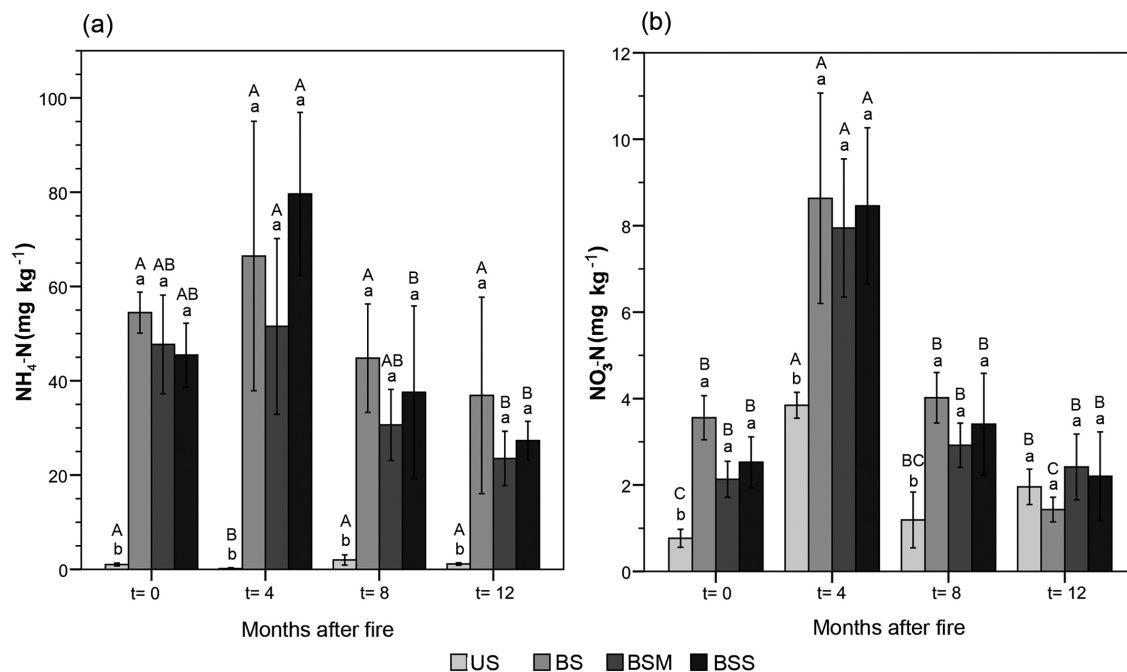 (a)
NH₄-N (mg kg⁻¹)
100
80
60
40
20
0
A
b
A
a
AB
a
AB
a
B
b
A
a
A
a
A
a
A
b
A
a
AB
a
B
a
A
b
A
a
B
a
B
a
t= 0
t= 4
t= 8
t= 12
Months after fire
(b)
NO₃-N (mg kg⁻¹)
12
10
8
6
4
2
0
C
b
B
a
B
a
B
a
A
b
A
a
A
a
A
a
BC
b
B
a
B
a
B
a
B
a
C
a
B
a
B
a
t= 0
t= 4
t= 8
t= 12
Months after fire
US BS BSM BSS